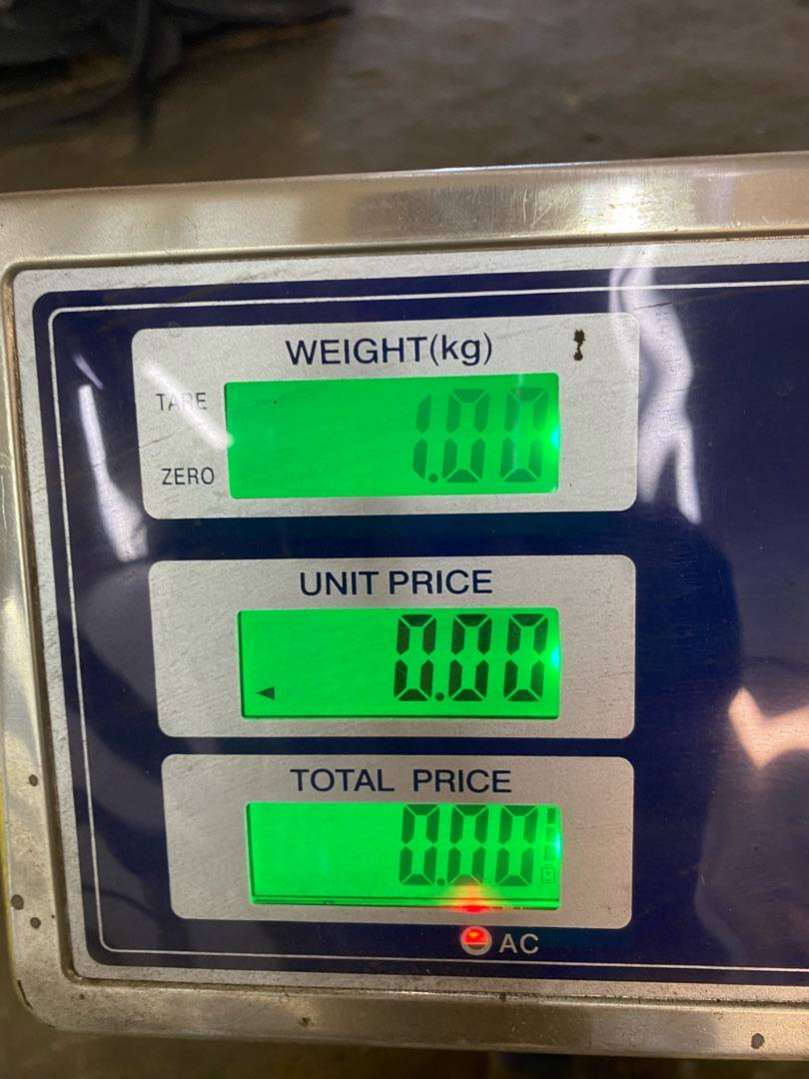 WEIGHT(kg)
TARE
1.00
ZERO
UNIT PRICE
0.00
TOTAL PRICE
0.00
AC